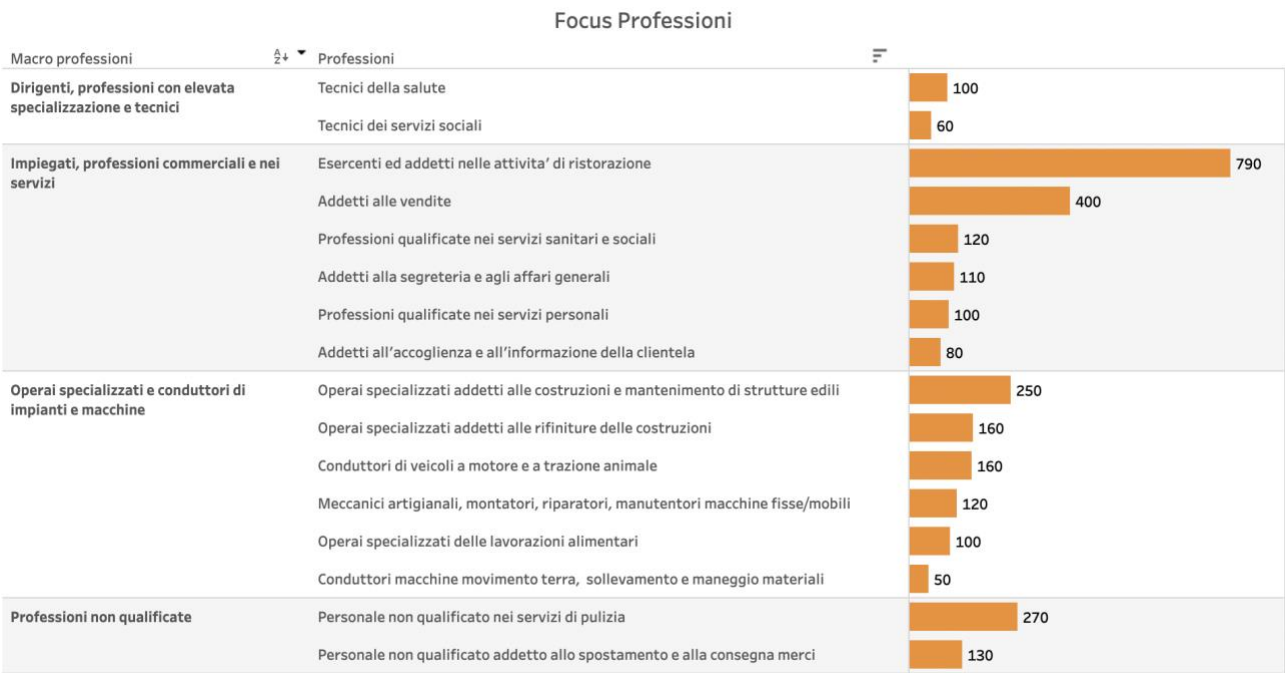 Focus Professioni
Macro professioni Professioni
Dirigenti, professioni con elevata
specializzazione e tecnici
Tecnici della salute 100
Tecnici dei servizi sociali 60
Impiegati, professioni commerciali e nei
servizi
Esercenti ed addetti nelle attivita' di ristorazione 790
Addetti alle vendite 400
Professioni qualificate nei servizi sanitari e sociali 120
Addetti alla segreteria e agli affari generali 110
Professioni qualificate nei servizi personali 100
Addetti all'accoglienza e all'informazione della clientela 80
Operai specializzati e conduttori di
impianti e macchine
Operai specializzati addetti alle costruzioni e mantenimento di strutture edili 250
Operai specializzati addetti alle rifiniture delle costruzioni 160
Conduttori di veicoli a motore e a trazione animale 160
Meccanici artigianali, montatori, riparatori, manutentori macchine fisse/mobili 120
Operai specializzati delle lavorazioni alimentari 100
Conduttori macchine movimento terra, sollevamento e maneggio materiali 50
Professioni non qualificate
Personale non qualificato nei servizi di pulizia 270
Personale non qualificato addetto allo spostamento e alla consegna merci 130